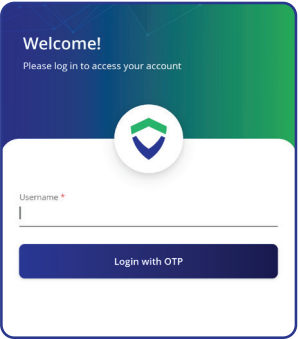 Welcome!
Please log in to access your account
Username *
Login with OTP